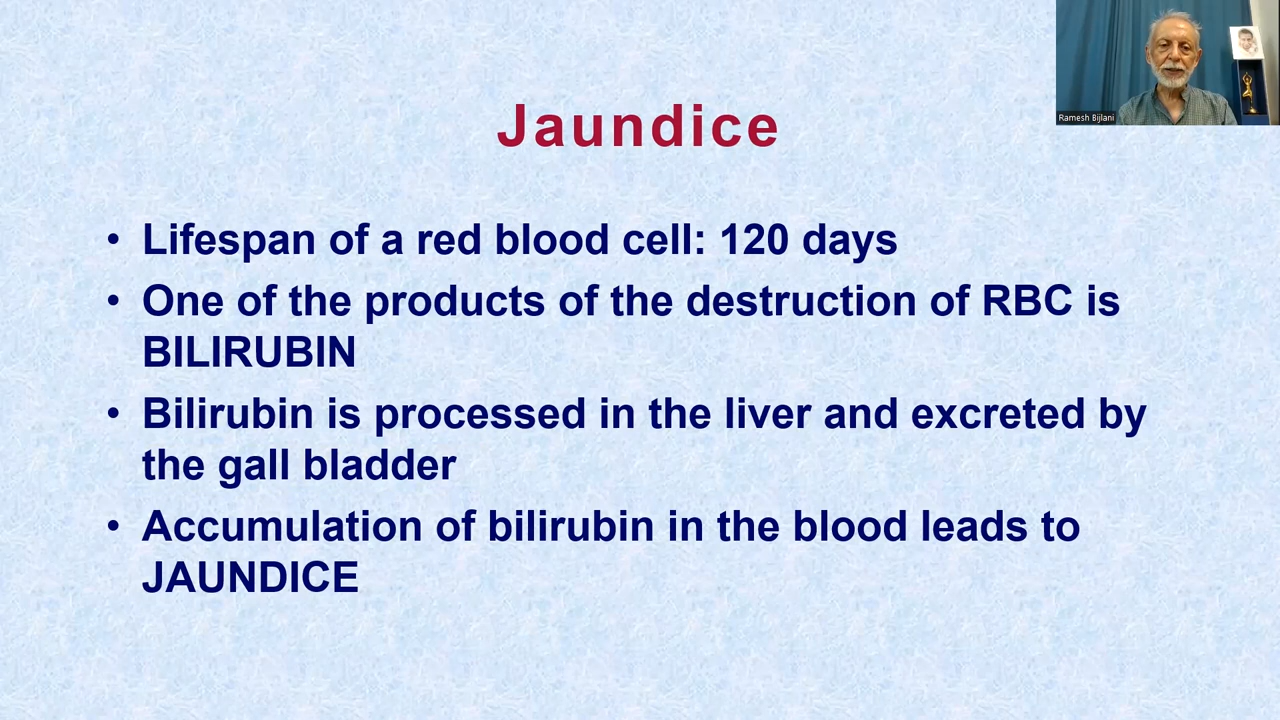 Ramesh Bijlani
Jaundice
• Lifespan of a red blood cell: 120 days
• One of the products of the destruction of RBC is
BILIRUBIN
• Bilirubin is processed in the liver and excreted by
the gall bladder
• Accumulation of bilirubin in the blood leads to
JAUNDICE